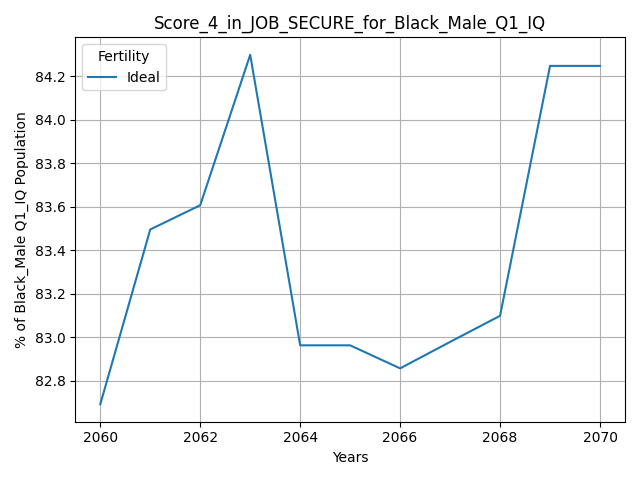 Score_4_in_JOB_SECURE_for_Black_Male_Q1_IQ
Fertility
Ideal
% of Black_Male Q1_IQ Population
84.2
84.0
83.8
83.6
83.4
83.2
83.0
82.8
2060
2062
2064
2066
2068
2070
Years